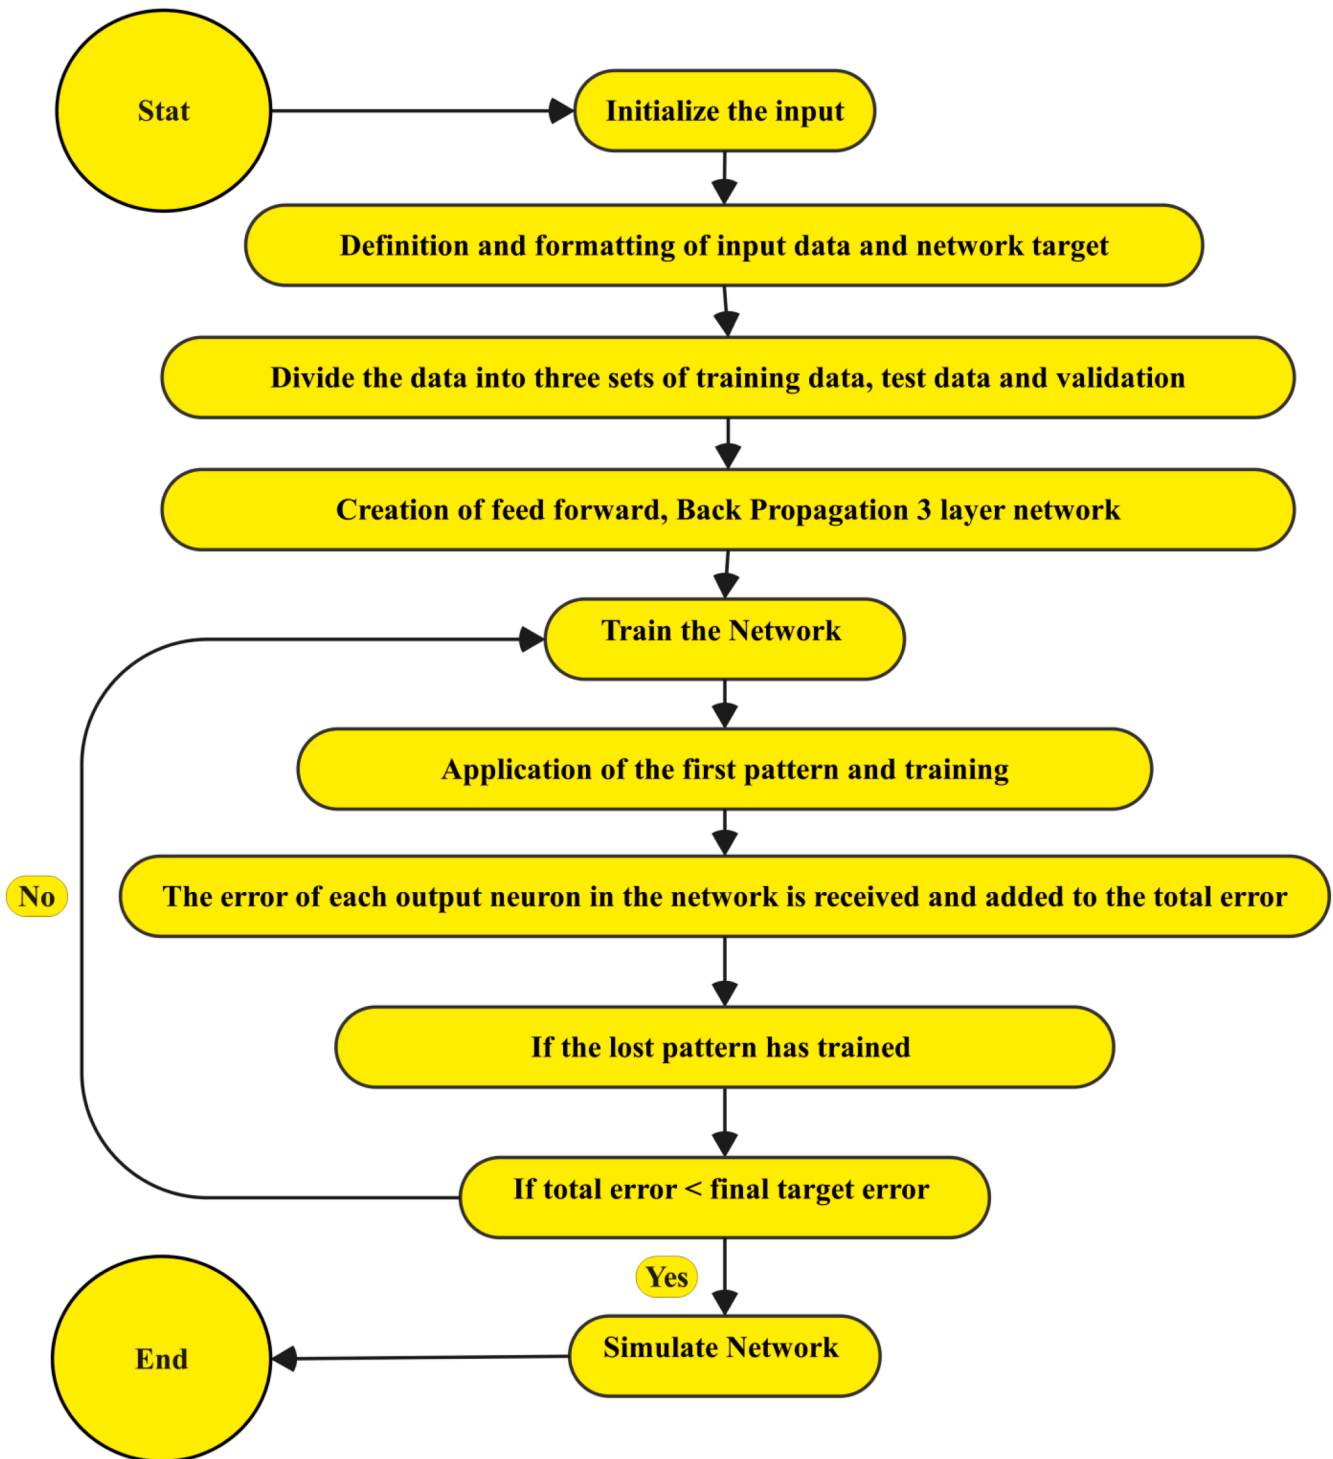 Stat
Initialize the input
Definition and formatting of input data and network target
Divide the data into three sets of training data, test data and validation
Creation of feed forward, Back Propagation 3 layer network
Train the Network
Application of the first pattern and training
No
The error of each output neuron in the network is received and added to the total error
If the lost pattern has trained
If total error < final target error
Yes
Simulate Network
End